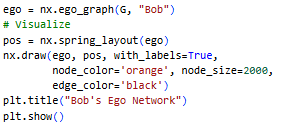 ego = nx.ego_graph(G, "Bob")
# Visualize
pos = nx.spring_layout(ego)
nx.draw(ego, pos, with_labels=True,
        node_color='orange', node_size=2000,
        edge_color='black')
plt.title("Bob's Ego Network")
plt.show()